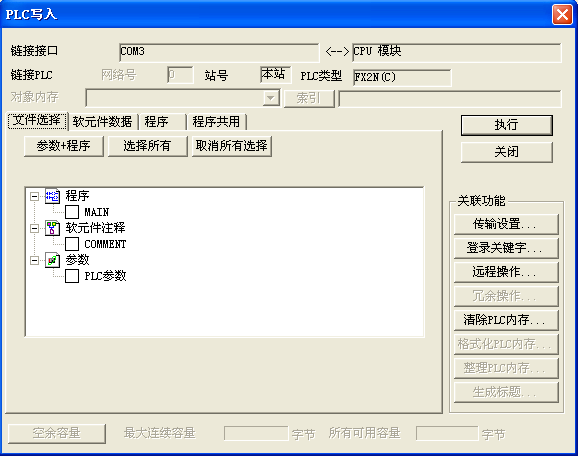 PLC写入
链接接口 COM3 <--> CPU 模块
链接PLC 网络号 0 站号 本站 PLC类型 FX2N(C)
对象内存 索引
文件选择 软元件数据 程序 程序共用
执行
参数+程序 选择所有 取消所有选择
关闭
程序
MAIN
软元件注释
COMMENT
参数
PLC参数
关联功能
传输设置...
登录关键字...
远程操作...
冗余操作...
清除PLC内存...
格式化PLC内存...
整理PLC内存...
生成标题...
空余容量 最大连续容量 字节 所有可用容量 字节